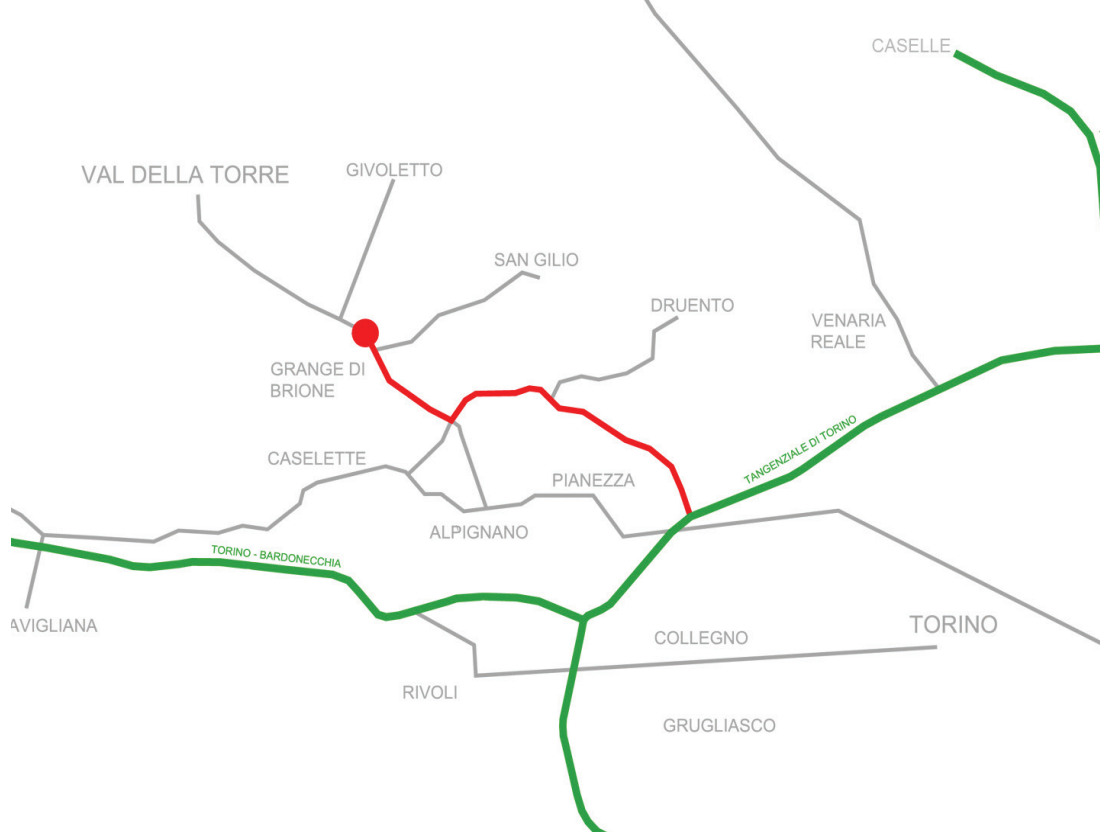 CASELLE
VAL DELLA TORRE
GIVOLETTO
SAN GILIO
DRUENTO
VENARIA
REALE
GRANGE DI
BRIONE
TANGENZIALE DI TORINO
CASELETTE
PIANEZZA
ALPIGNANO
TORINO - BARDONECCHIA
AVIGLIANA
TORINO
COLLEGNO
RIVOLI
GRUGLIASCO